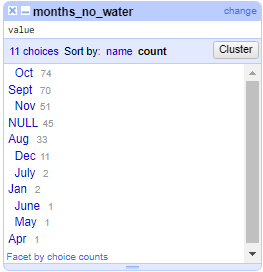 months_no_water change
value
11 choices Sort by: name count Cluster
Oct 74
Sept 70
Nov 51
NULL 45
Aug 33
Dec 11
July 2
Jan 2
June 1
May 1
Apr 1
Facet by choice counts